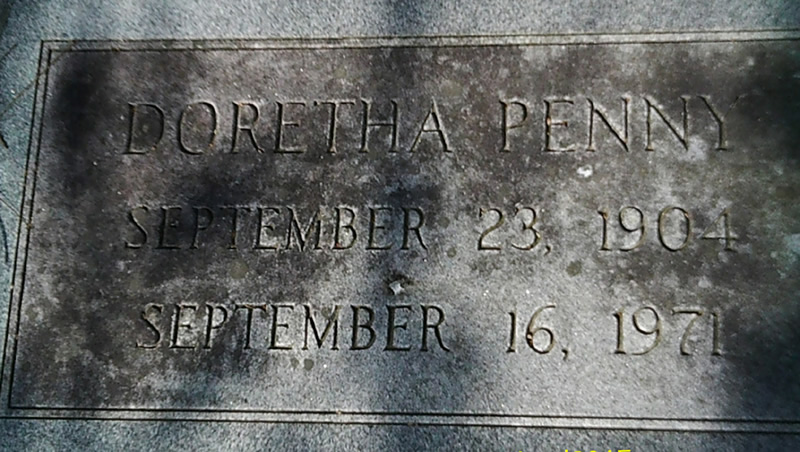 DORETHA PENNY
SEPTEMBER 23, 1904
SEPTEMBER 16, 1971